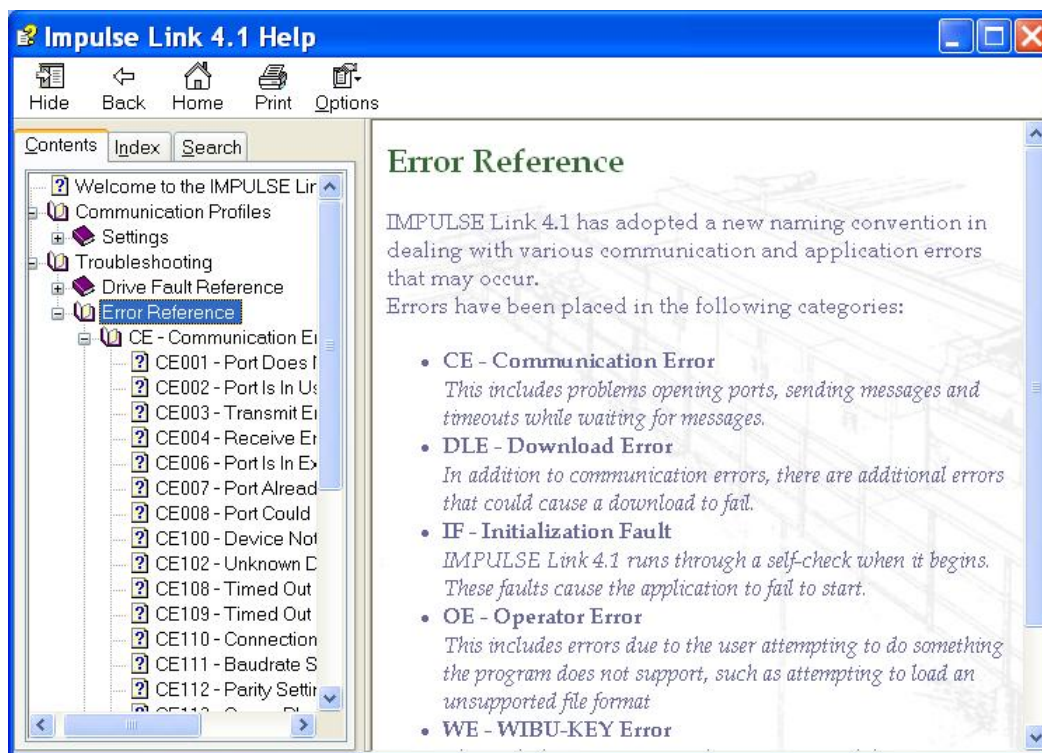 Impulse Link 4.1 Help
Hide Back Home Print Options
Contents Index Search
Welcome to the IMPULSE Lin
Communication Profiles
Settings
Troubleshooting
Drive Fault Reference
Error Reference
CE - Communication Er
CE001 - Port Does N
CE002 - Port Is In Us
CE003 - Transmit Er
CE004 - Receive Er
CE006 - Port Is In Ex
CE007 - Port Alread
CE008 - Port Could
CE100 - Device Not
CE102 - Unknown D
CE108 - Timed Out
CE109 - Timed Out
CE110 - Connection
CE111 - Baudrate S
CE112 - Parity Settin
Error Reference
IMPULSE Link 4.1 has adopted a new naming convention in
dealing with various communication and application errors
that may occur.
Errors have been placed in the following categories:
• CE - Communication Error
This includes problems opening ports, sending messages and
timeouts while waiting for messages.
• DLE - Download Error
In addition to communication errors, there are additional errors
that could cause a download to fail.
• IF - Initialization Fault
IMPULSE Link 4.1 runs through a self-check when it begins.
These faults cause the application to fail to start.
• OE - Operator Error
This includes errors due to the user attempting to do something
the program does not support, such as attempting to load an
unsupported file format
• WE - WIBU-KEY Error